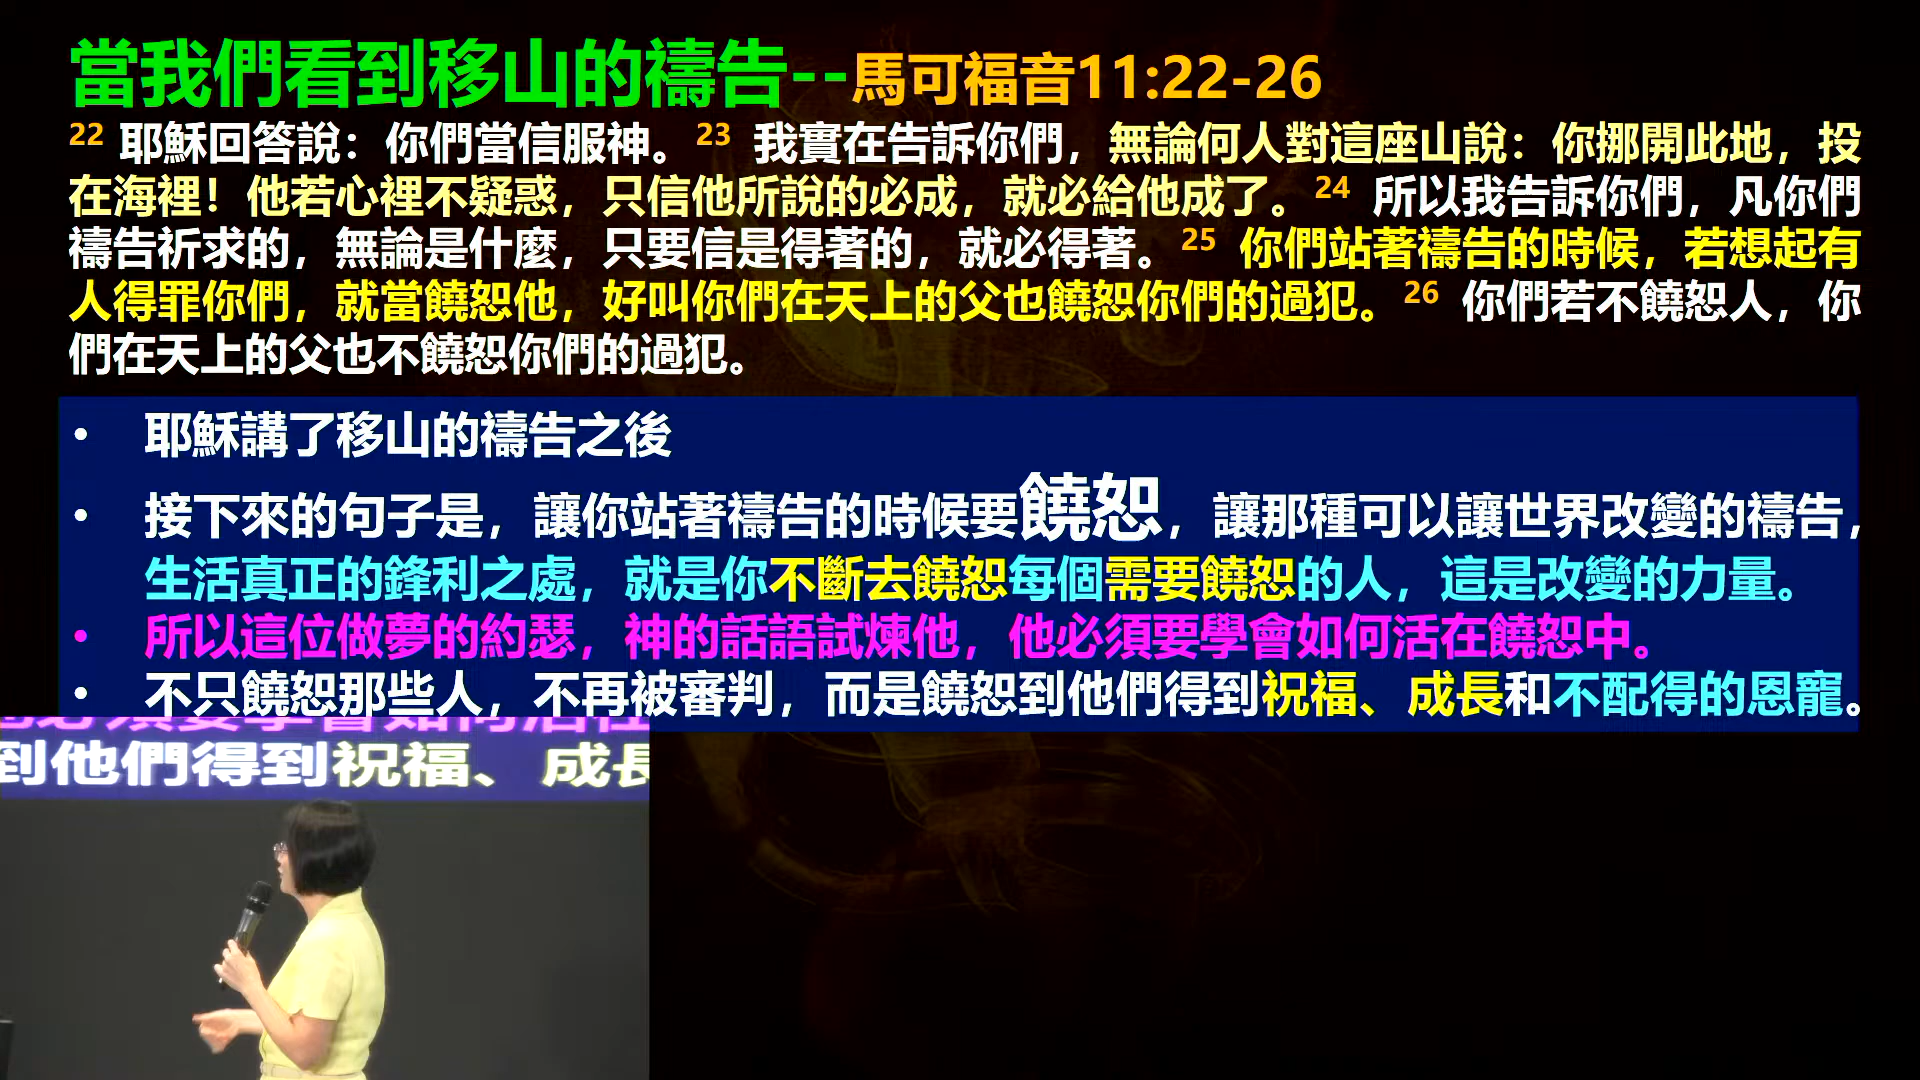 當我們看到移山的禱告--馬可福音11:22-26
22 耶穌回答說：你們當信服神。23 我實在告訴你們，無論何人對這座山說：你挪開此地，投
在海裡！他若心裡不疑惑，只信他所說的必成，就必給他成了。24 所以我告訴你們，凡你們
禱告祈求的，無論是什麼，只要信是得著的，就必得著。25 你們站著禱告的時候，若想起有
人得罪你們，就當饒恕他，好叫你們在天上的父也饒恕你們的過犯。26 你們若不饒恕人，你
們在天上的父也不饒恕你們的過犯。
• 耶穌講了移山的禱告之後
• 接下來的句子是，讓你站著禱告的時候要饒恕，讓那種可以讓世界改變的禱告，
生活真正的鋒利之處，就是你不斷去饒恕每個需要饒恕的人，這是改變的力量。
• 所以這位做夢的約瑟，神的話語試煉他，他必須要學會如何活在饒恕中。
• 不只饒恕那些人，不再被審判，而是饒恕到他們得到祝福、成長和不配得的恩寵。
他必須要學會如何活在
到他們得到祝福、成長